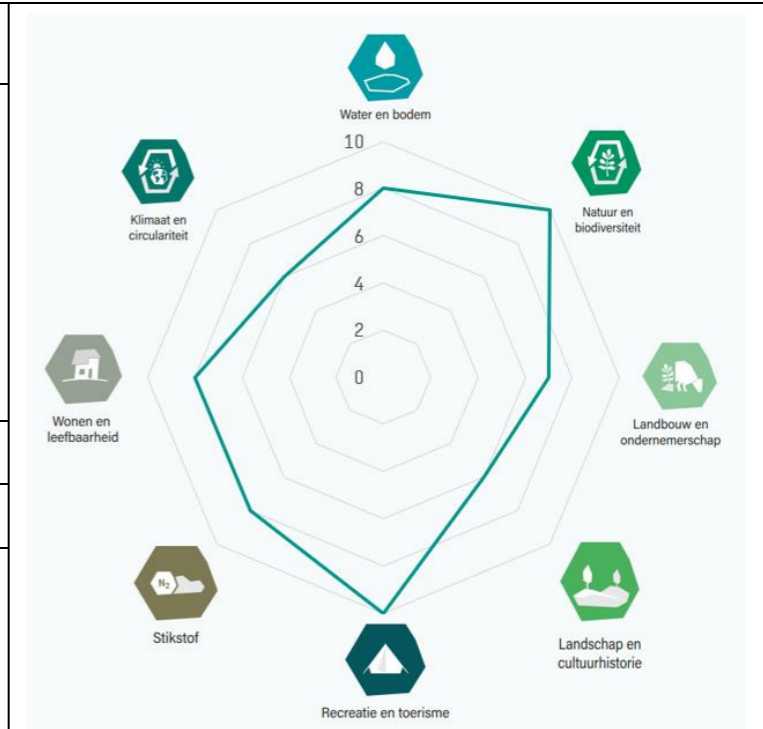 Water en bodem
10
8
6
4
2
0
Natuur en
biodiversiteit
Klimaat en
circulariteit
Wonen en
leefbaarheid
Landbouw en
ondernemerschap
N2
Stikstof
Landschap en
cultuurhistorie
Recreatie en toerisme